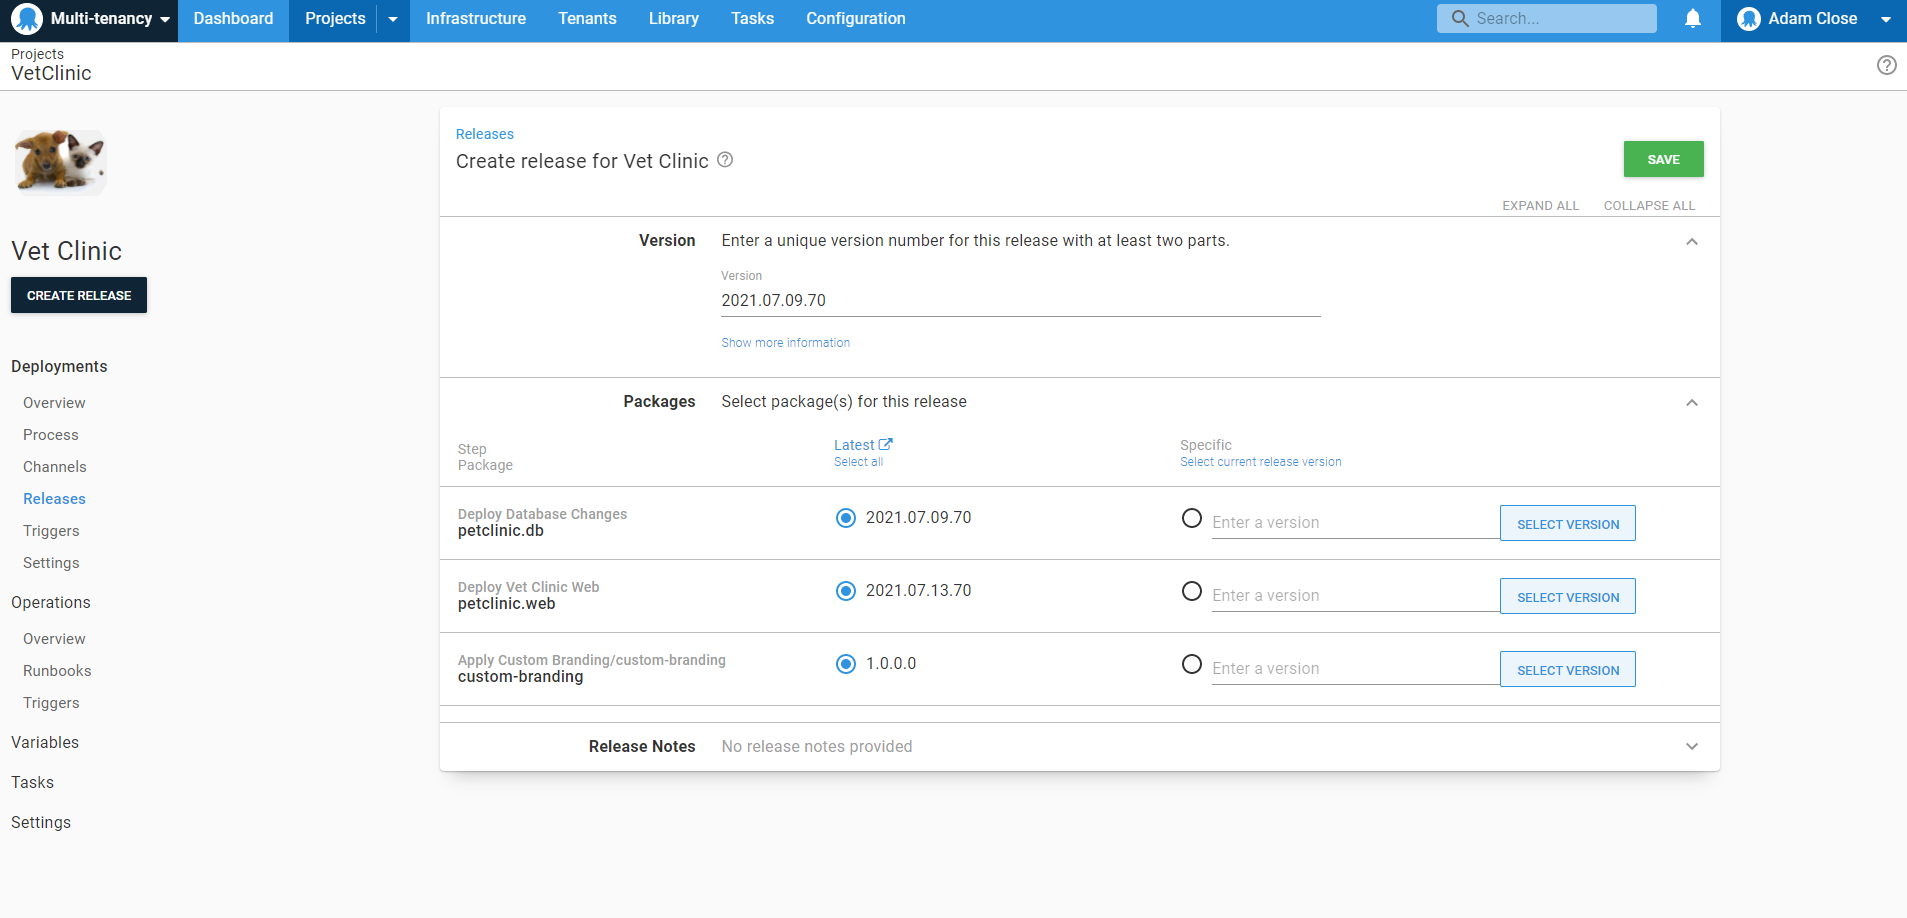 Multi-tenancy
Dashboard
Projects
Infrastructure
Tenants
Library
Tasks
Configuration
Search...
Adam Close
Projects
VetClinic
Vet Clinic
CREATE RELEASE
Deployments
Overview
Process
Channels
Releases
Triggers
Settings
Operations
Overview
Runbooks
Triggers
Variables
Tasks
Settings
Releases
Create release for Vet Clinic
SAVE
EXPAND ALL
COLLAPSE ALL
Version
Enter a unique version number for this release with at least two parts.
Version
2021.07.09.70
Show more information
Packages
Select package(s) for this release
Step
Package
Latest
Select all
Specific
Select current release version
Deploy Database Changes
petclinic.db
2021.07.09.70
Enter a version
SELECT VERSION
Deploy Vet Clinic Web
petclinic.web
2021.07.13.70
Enter a version
SELECT VERSION
Apply Custom Branding/custom-branding
custom-branding
1.0.0.0
Enter a version
SELECT VERSION
Release Notes
No release notes provided